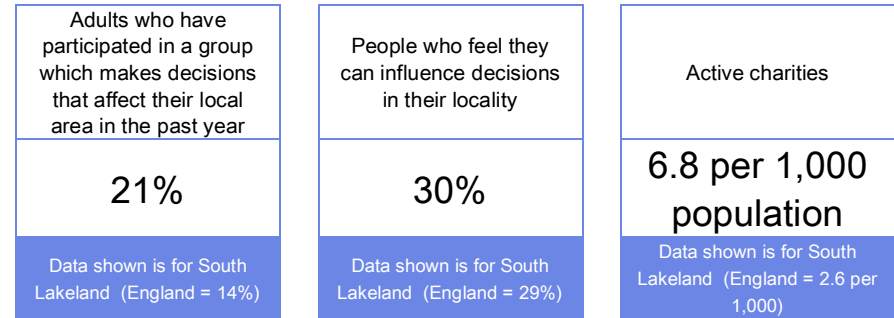 Adults who have
participated in a group
which makes decisions
that affect their local
area in the past year
21%
Data shown is for South
Lakeland (England = 14%)
People who feel they
can influence decisions
in their locality
30%
Data shown is for South
Lakeland (England = 29%)
Active charities
6.8 per 1,000
population
Data shown is for South
Lakeland (England = 2.6 per
1,000)